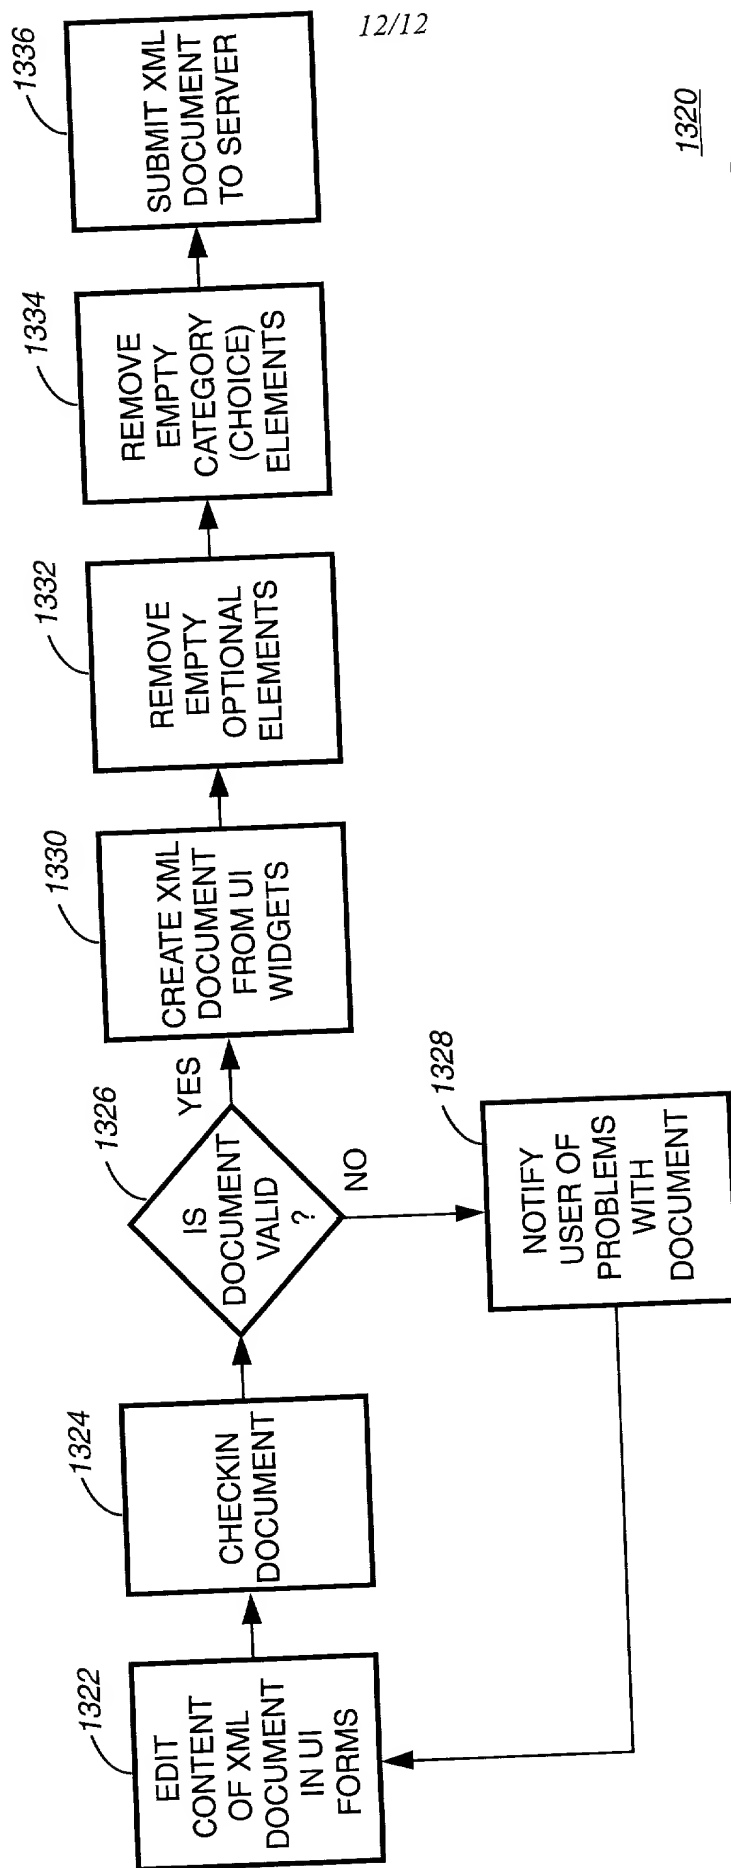 12/12
1322
EDIT
CONTENT
OF XML
DOCUMENT
IN UI
FORMS
1324
CHECKIN
DOCUMENT
1326
IS
DOCUMENT
VALID
?
YES
NO
1328
NOTIFY
USER OF
PROBLEMS
WITH
DOCUMENT
1330
CREATE XML
DOCUMENT
FROM UI
WIDGETS
1332
REMOVE
EMPTY
OPTIONAL
ELEMENTS
1334
REMOVE
EMPTY
CATEGORY
(CHOICE)
ELEMENTS
1336
SUBMIT XML
DOCUMENT
TO SERVER
1320